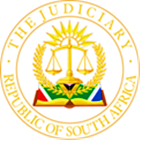 THE JUDICIARY
REPUBLIC OF SOUTH AFRICA